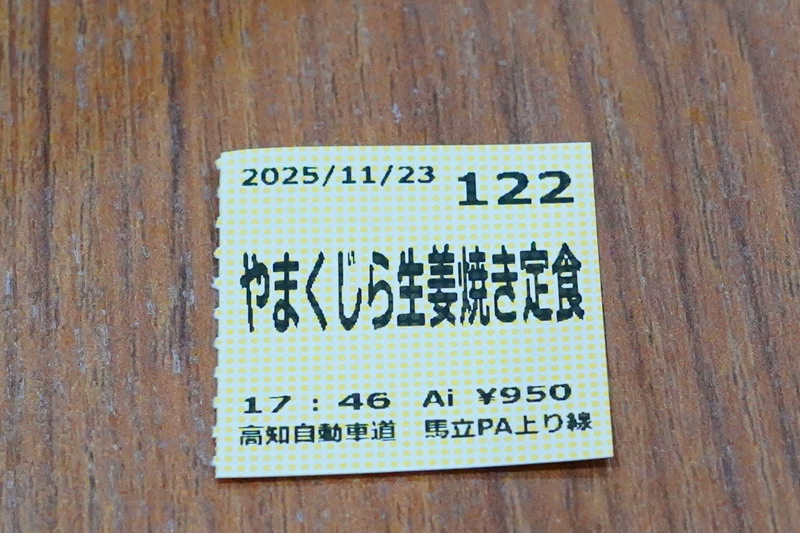 2025/11/23 122
やまくじら生姜焼き定食
17:46 Ai ¥950
高知自動車道 馬立PA上り線